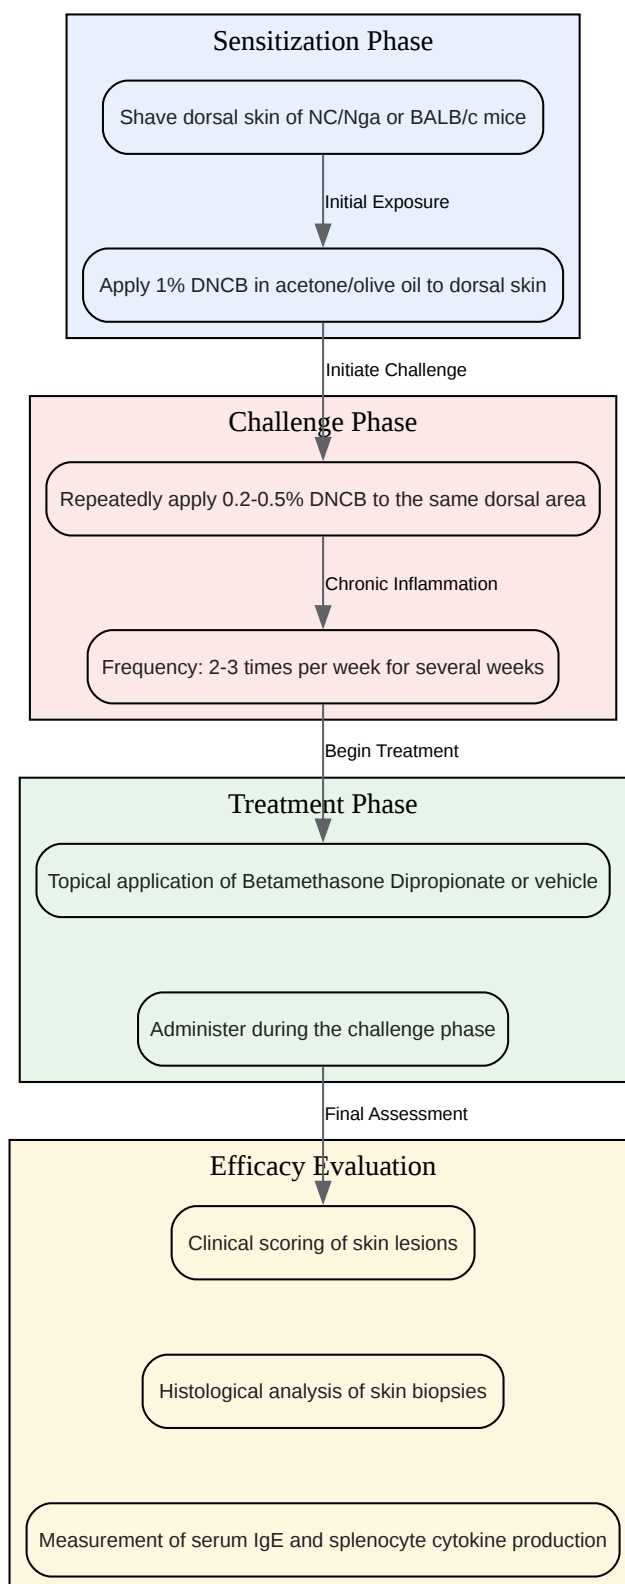 Sensitization Phase
Shave dorsal skin of NC/Nga or BALB/c mice
Initial Exposure
Apply 1% DNCB in acetone/olive oil to dorsal skin
Initiate Challenge
Challenge Phase
Repeatedly apply 0.2-0.5% DNCB to the same dorsal area
Chronic Inflammation
Frequency: 2-3 times per week for several weeks
Begin Treatment
Treatment Phase
Topical application of Betamethasone Dipropionate or vehicle
Administer during the challenge phase
Final Assessment
Efficacy Evaluation
Clinical scoring of skin lesions
Histological analysis of skin biopsies
Measurement of serum IgE and splenocyte cytokine production